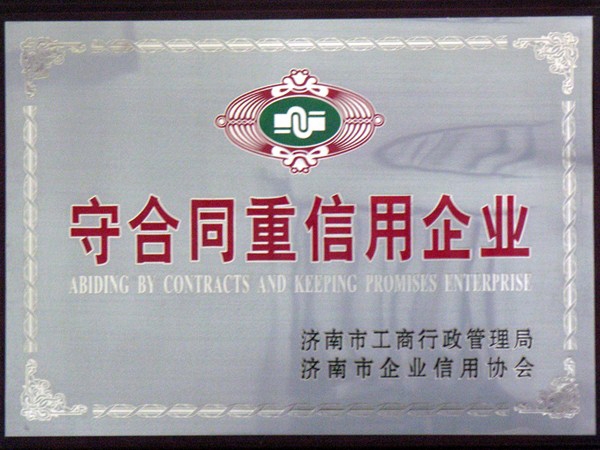 守合同重信用企业
ABIDING BY CONTRACTS AND KEEPING PROMISES ENTERPRISE
济南市工商行政管理局
济南市企业信用协会